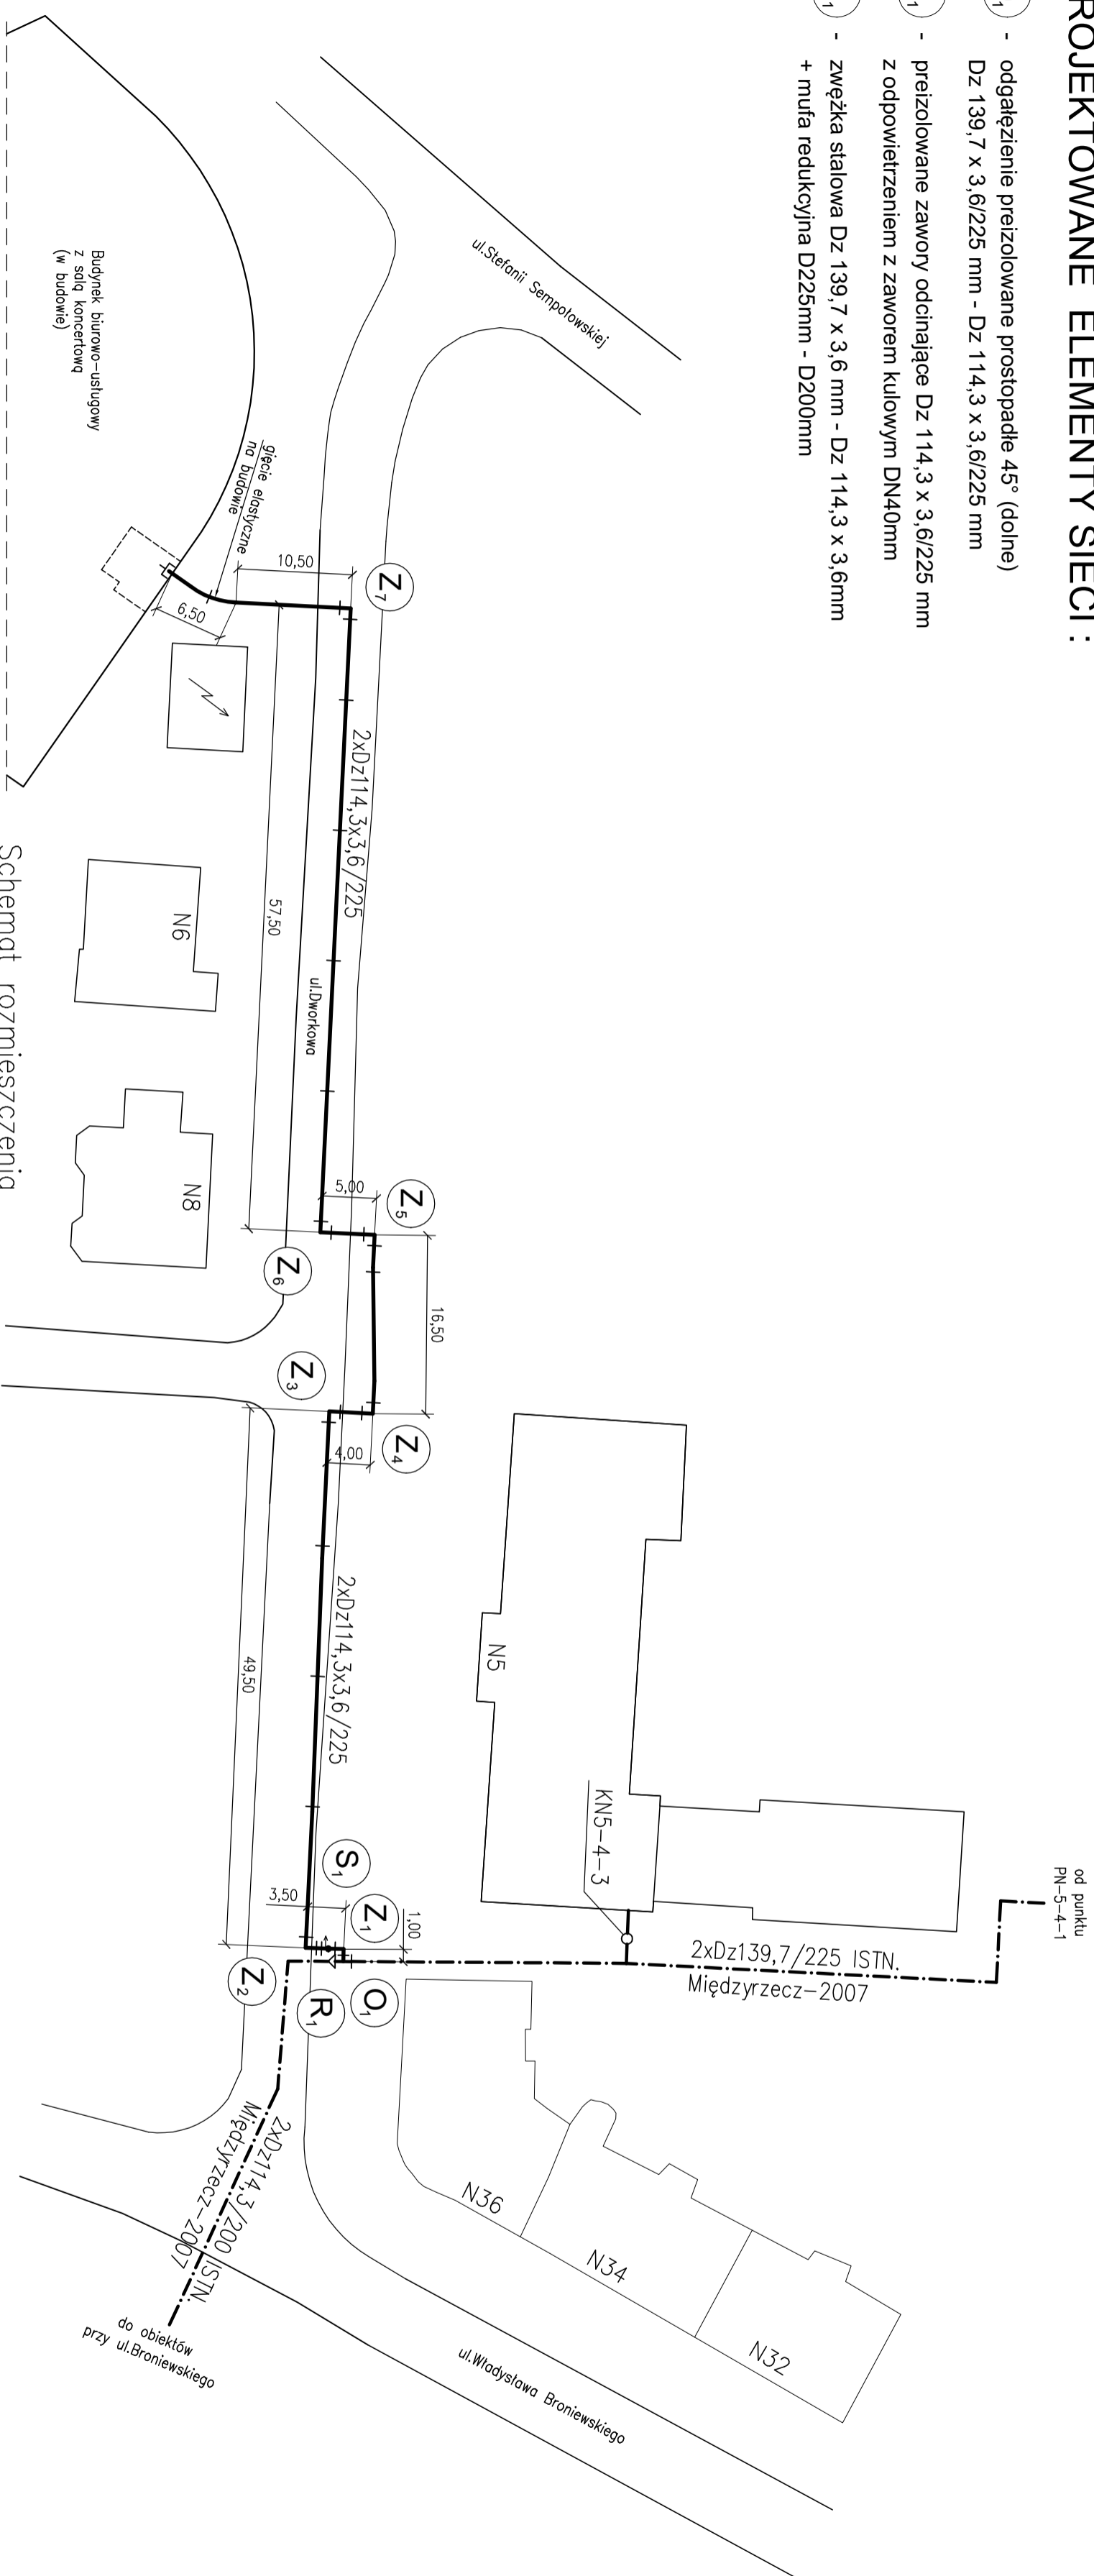 ROJEKTOWANE ELEMENTY SIECI :
1 - odgałęzienie preizolowane prostopadłe 45° (dolne)
Dz 139,7 x 3,6/225 mm - Dz 114,3 x 3,6/225 mm
1 - preizolowane zawory odcinające Dz 114,3 x 3,6/225 mm
z odpowietrzeniem z zaworem kulowym DN40mm
1 - zwężka stalowa Dz 139,7 x 3,6 mm - Dz 114,3 x 3,6mm
+ mufa redukcyjna D225mm - D200mm
ul.Stefanii Sempołowskiej
Budynek biurowo-usługowy
z salą koncertową
(w budowie)
gięcie elastyczne
na budowie
10,50
6,50
Z7
2xDz114,3x3,6/225
57,50
ul.Dworkowa
N6
N8
5,00
Z5
Z6
16,50
Z3
Z4
4,00
2xDz114,3x3,6/225
49,50
N5
KN5-4-3
S1
3,50
Z1
1,00
Z2
R1
O1
od punktu
PN-5-4-1
2xDz139,7/225 ISTN.
Międzyrzecz-2007
N36
N34
N32
2xDz114,3/200 ISTN.
Międzyrzecz-2007
do obiektów
przy ul.Broniewskiego
ul.Władysława Broniewskiego
Schemat rozmieszczenia